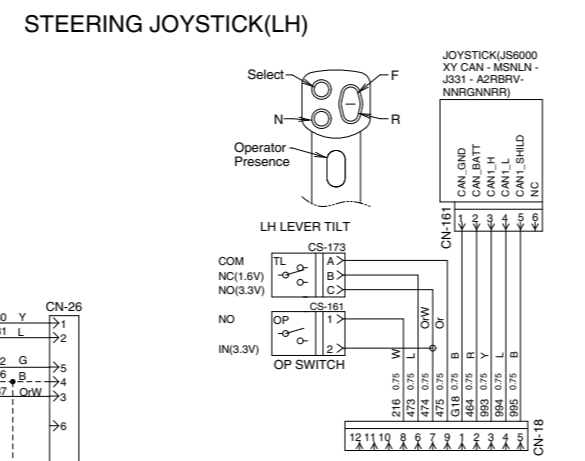 STEERING JOYSTICK(LH)
JOYSTICK(JS6000
XY CAN - MSNLN -
J331 - A2RBRV-
NNRGNNRR)
Select
F
N
R
Operator
Presence
CAN_GND
CAN_BATT
CAN1_H
CAN1_L
CAN1_SHILD
NC
CN-161
1 2 3 4 5 6
LH LEVER TILT
CS-173
COM TL A
NC(1.6V) B
NO(3.3V) C
CS-161
NO OP 1
IN(3.3V) 2
OP SWITCH
CN-26
0 Y 1
1 L 2
2 G 5
6 B 4
7 OrW 3
6
216 0.75 W
473 0.75 L
474 0.75 OrW
475 0.75 Or
G18 0.75 B
464 0.75 R
993 0.75 Y
994 0.75 L
995 0.75 B
12 11 10 8 6 7 9 1 2 3 4 5
CN-18